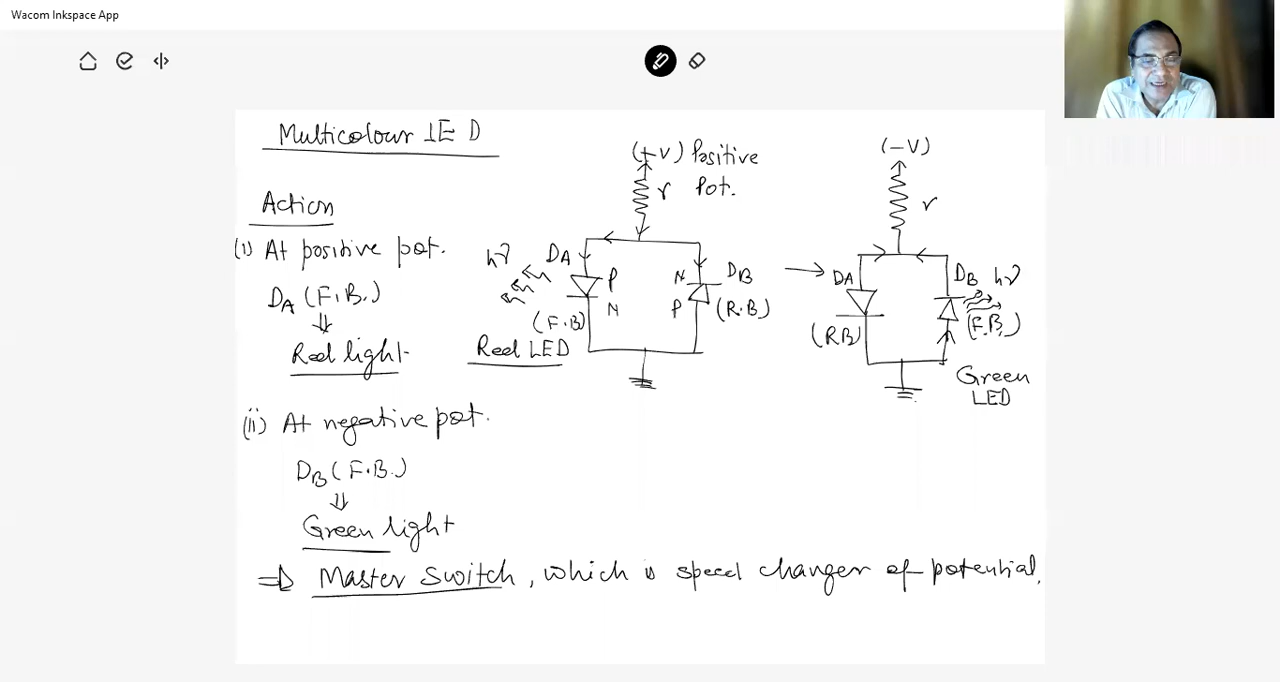 Wacom Inkspace App
Multicolour LED
Action
(i) At positive pot.
DA (F.B.)
⇓
Red light
(ii) At negative pot.
DB (F.B.)
⇓
Green light
⇒ Master Switch, which is speed changer of potential.
(+V) Positive
r Pot.
hν DA
P
N
(F.B)
Red LED
N
P
DB
(R.B.)
(-V)
r
→ DA
(RB)
DB hν
(F.B.)
Green
LED